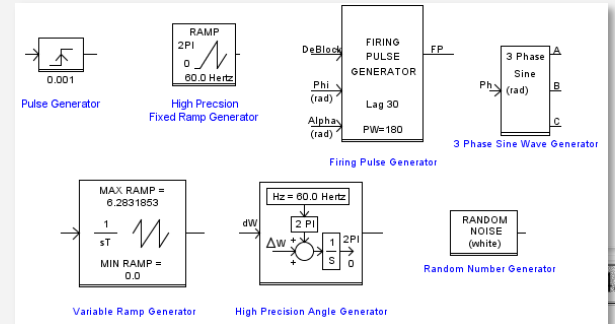 0.001
Pulse Generator
RAMP
2PI
0
60.0 Hertz
High Precsion
Fixed Ramp Generator
DeBlock
Phi
(rad)
Alpha
(rad)
FIRING
PULSE
GENERATOR
Lag 30
PW=180
FP
Firing Pulse Generator
3 Phase
Sine
(rad)
Ph
A
B
C
3 Phase Sine Wave Generator
MAX RAMP =
6.2831853
1
sT
MIN RAMP =
0.0
Variable Ramp Generator
Hz = 60.0 Hertz
2 PI
dW
ΔW
+
+
1
S
2PI
0
High Precision Angle Generator
RANDOM
NOISE
(white)
Random Number Generator